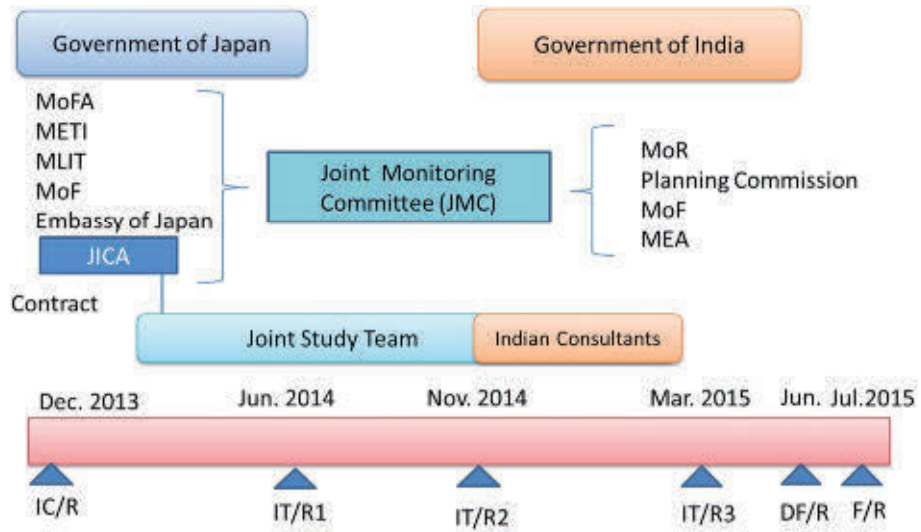 Government of Japan
Government of India
MoFA
METI
MLIT
MoF
Embassy of Japan
JICA
Joint Monitoring
Committee (JMC)
MoR
Planning Commission
MoF
MEA
Contract
Joint Study Team
Indian Consultants
Dec. 2013
Jun. 2014
Nov. 2014
Mar. 2015
Jun.
Jul.2015
IC/R
IT/R1
IT/R2
IT/R3
DF/R
F/R